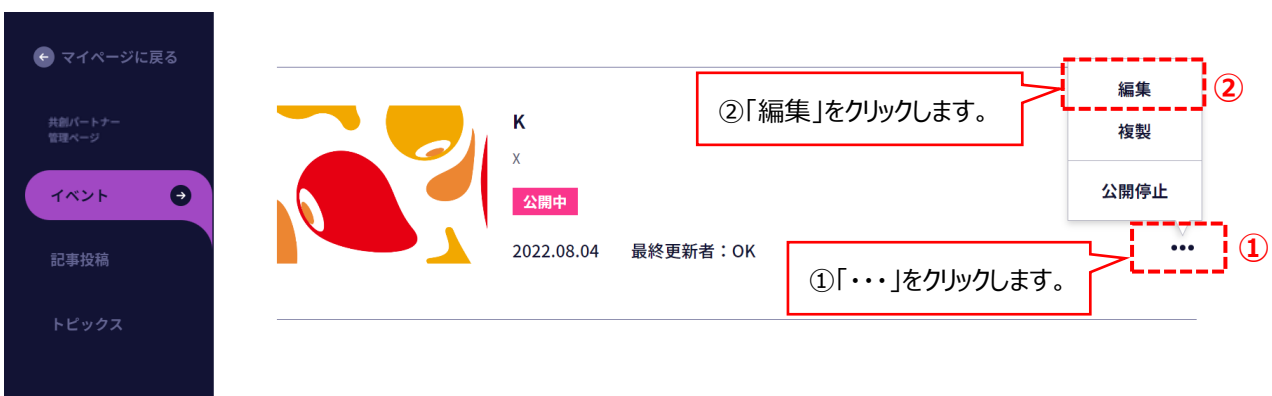 マイページに戻る
共創パートナー
管理ページ
イベント
記事投稿
トピックス
K
X
公開中
2022.08.04 最終更新者：OK
②「編集」をクリックします。
編集
②
複製
公開停止
•••
①
①「・・・」をクリックします。